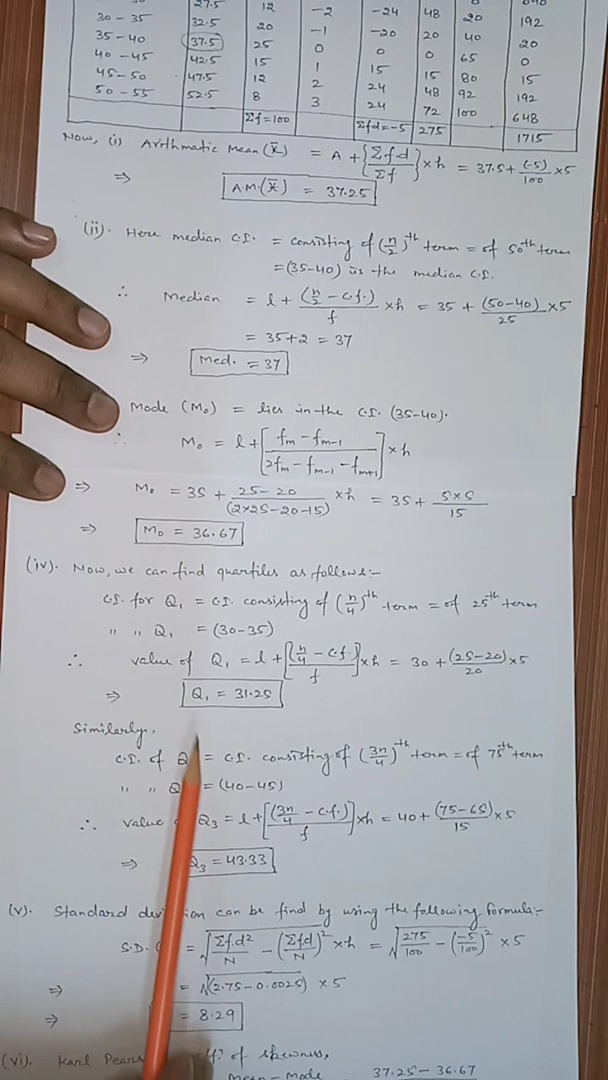 27.5 12 -2 -24 48 20 192
30-35 32.5 20 -1 -20 20 40 20
35-40 37.5 25 0 0 0 65 0
40-45 42.5 15 1 15 15 80 15
45-50 47.5 12 2 24 48 92 192
50-55 52.5 8 3 24 72 100 648
Σf=100 Σfd=-5 275 1715
Now, (i) Arithmatic Mean (x̄) = A + {Σf.d/Σf} × h = 37.5 + (-5)/100 × 5
⇒ A.M.(x̄) = 37.25
(ii). Here median C.I. = consisting of (n/2)th term = of 50th term
= (35-40) is the median C.I.
∴ Median = l + (n/2 - c.f.)/f × h = 35 + (50-40)/25 × 5
= 35+2 = 37
⇒ Med. = 37
Mode (Mo) = lies in the C.I. (35-40).
∴ Mo = l + [fm - fm-1 / 2fm - fm-1 - fm+1] × h
⇒ Mo = 35 + 25-20/(2×25-20-15) × h = 35 + 5×5/15
⇒ Mo = 36.67
(iv). Now, we can find quartiles as follows:-
C.I. for Q1 = C.I. consisting of (n/4)th term = of 25th term
" " Q1 = (30-35)
∴ value of Q1 = l + [n/4 - c.f./f] × h = 30 + (25-20)/20 × 5
⇒ Q1 = 31.25
Similarly,
C.I. of Q = C.I. consisting of (3n/4)th term = of 75th term
" " Q = (40-45)
∴ value Q3 = l + [(3n/4 - c.f.)/f] × h = 40 + (75-65)/15 × 5
⇒ Q3 = 43.33
(v). Standard deviation can be find by using the following formula:-
S.D. = √(Σf.d²/N - (Σfd/N)²) × h = √(275/100 - (-5/100)²) × 5
⇒ = √(2.75-0.0025) × 5
⇒ = 8.29
(vi). Karl Pears of skewness,
Mean - Mode 37.25 - 36.67